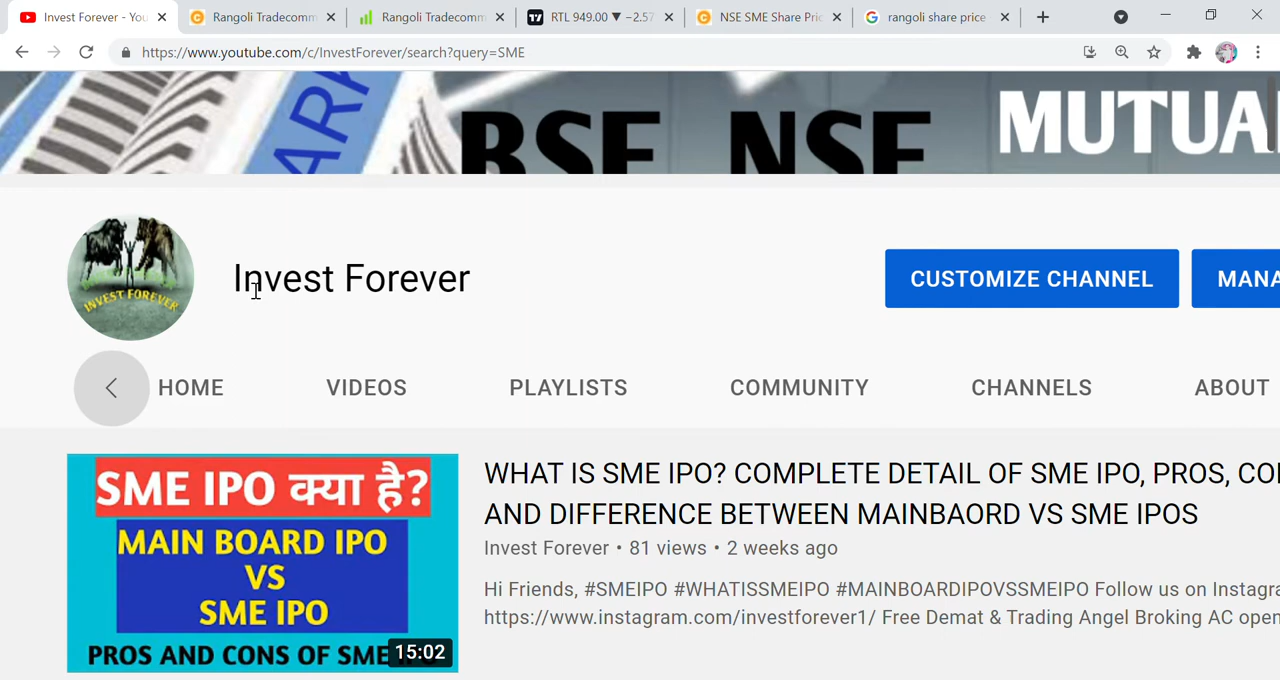 Invest Forever - You
Rangoli Tradecomm
Rangoli Tradecomm
RTL 949.00 ▼ −2.57
NSE SME Share Pric
rangoli share price
https://www.youtube.com/c/InvestForever/search?query=SME
BSE NSE MUTUA
INVEST FOREVER
Invest Forever
CUSTOMIZE CHANNEL
MANA
HOME VIDEOS PLAYLISTS COMMUNITY CHANNELS ABOUT
SME IPO क्या है?
MAIN BOARD IPO
VS
SME IPO
PROS AND CONS OF SME
15:02
WHAT IS SME IPO? COMPLETE DETAIL OF SME IPO, PROS, CO
AND DIFFERENCE BETWEEN MAINBAORD VS SME IPOS
Invest Forever • 81 views • 2 weeks ago
Hi Friends, #SMEIPO #WHATISSMEIPO #MAINBOARDIPOVSSMEIPO Follow us on Instagra
https://www.instagram.com/investforever1/ Free Demat & Trading Angel Broking AC open